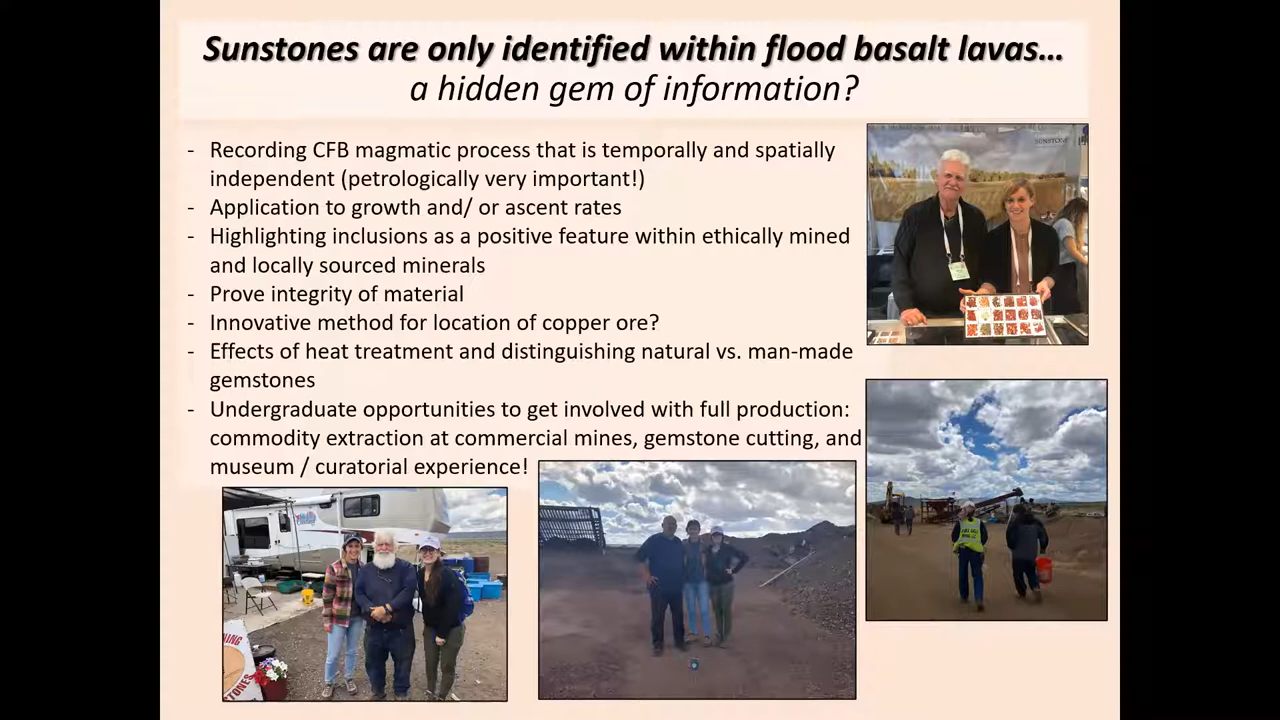 Sunstones are only identified within flood basalt lavas…
a hidden gem of information?
- Recording CFB magmatic process that is temporally and spatially
independent (petrologically very important!)
- Application to growth and/ or ascent rates
- Highlighting inclusions as a positive feature within ethically mined
and locally sourced minerals
- Prove integrity of material
- Innovative method for location of copper ore?
- Effects of heat treatment and distinguishing natural vs. man-made
gemstones
- Undergraduate opportunities to get involved with full production:
commodity extraction at commercial mines, gemstone cutting, and
museum / curatorial experience!
SUNSTONE